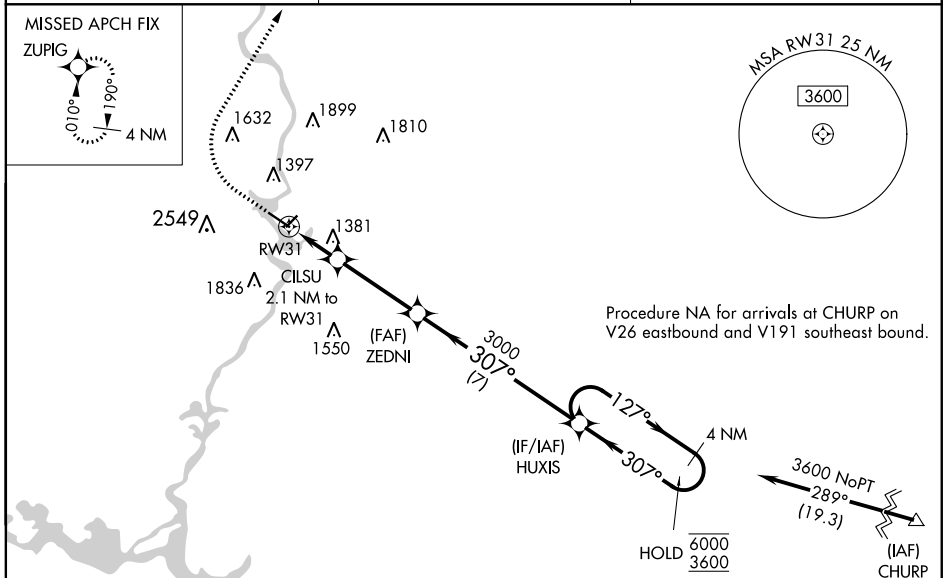 MISSED APCH FIX
ZUPIG
010°
190°
4 NM
1632
1899
1810
1397
2549
1381
RW31
1836
CILSU
2.1 NM to
RW31
1550
(FAF)
ZEDNI
3000
307°
(7)
MSA RW31 25 NM
3600
Procedure NA for arrivals at CHURP on
V26 eastbound and V191 southeast bound.
(IF/IAF)
HUXIS
127°
307°
4 NM
HOLD 6000
3600
3600 NoPT
289°
(19.3)
(IAF)
CHURP